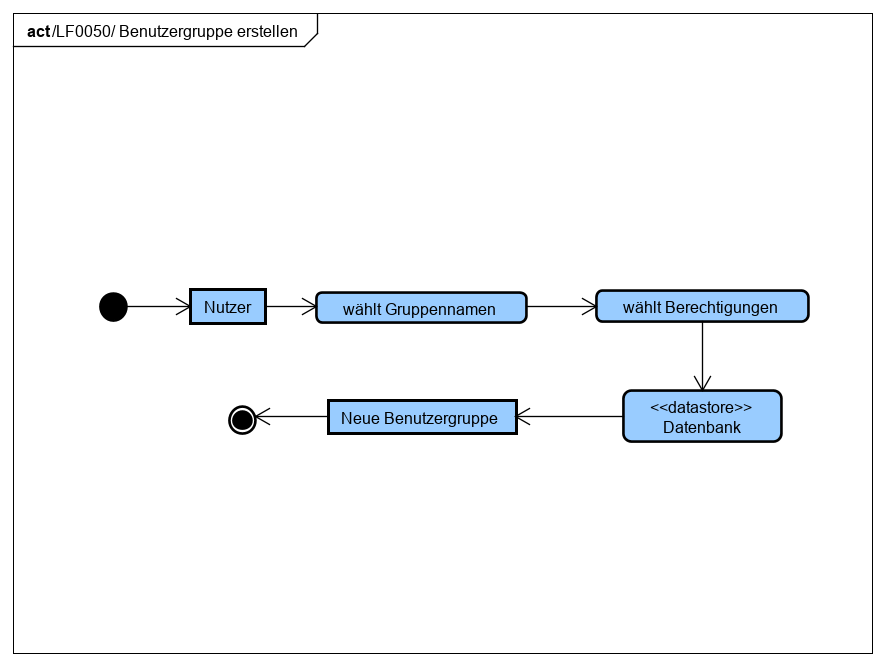 act /LF0050/ Benutzergruppe erstellen
Nutzer
wählt Gruppennamen
wählt Berechtigungen
<<datastore>>
Datenbank
Neue Benutzergruppe